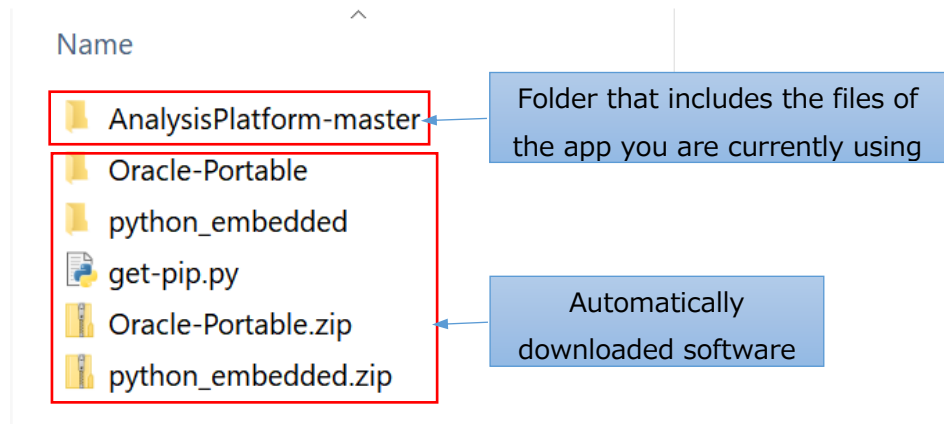 Name
AnalysisPlatform-master
Folder that includes the files of
the app you are currently using
Oracle-Portable
python_embedded
get-pip.py
Oracle-Portable.zip
python_embedded.zip
Automatically
downloaded software